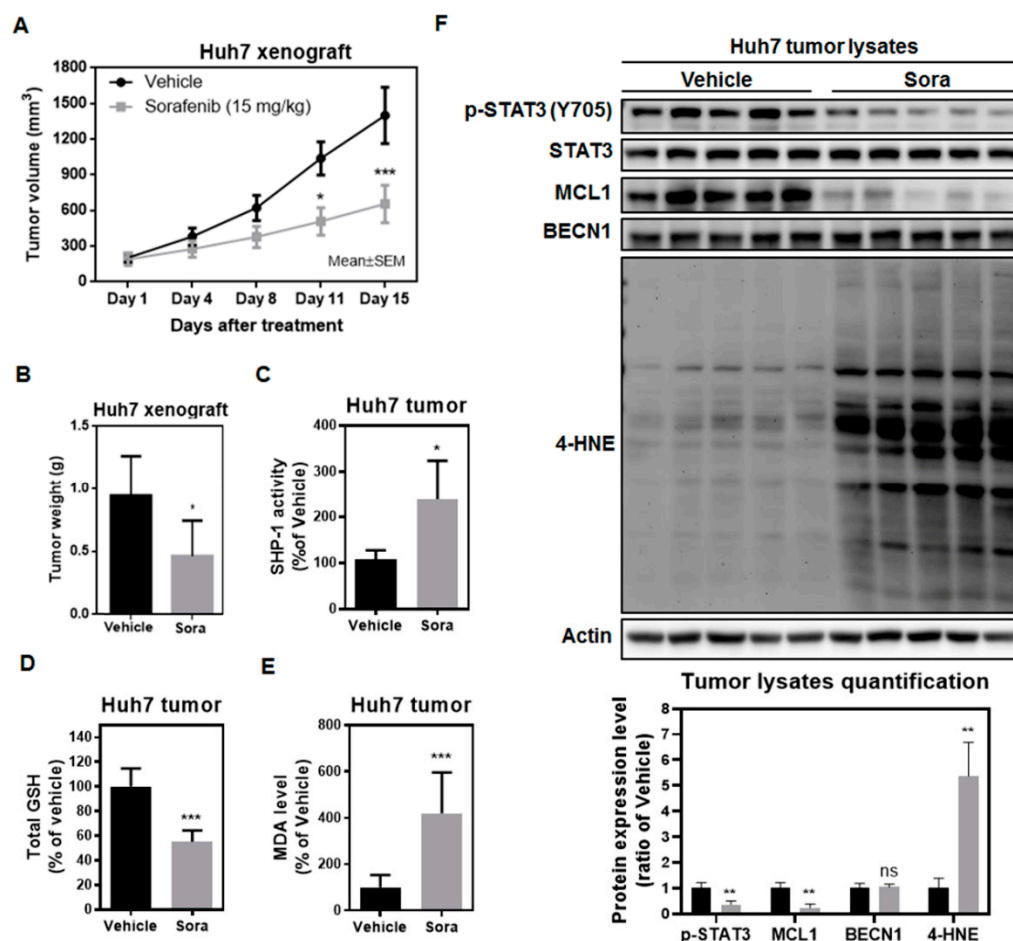 A
Huh7 xenograft
Tumor volume (mm³)
1800
1500
1200
900
600
300
0
Vehicle
Sorafenib (15 mg/kg)
*
***
Mean±SEM
Day 1 Day 4 Day 8 Day 11 Day 15
Days after treatment
B
Huh7 xenograft
Tumor weight (g)
1.5
1.0
0.5
0.0
*
Vehicle Sora
C
Huh7 tumor
SHP-1 activity
(%of Vehicle)
400
300
200
100
0
*
Vehicle Sora
D
Huh7 tumor
Total GSH
(% of vehicle)
140
120
100
80
60
40
20
0
***
Vehicle Sora
E
Huh7 tumor
MDA level
(% of Vehicle)
800
600
400
200
0
***
Vehicle Sora
F
Huh7 tumor lysates
Vehicle Sora
p-STAT3 (Y705)
STAT3
MCL1
BECN1
4-HNE
Actin
Tumor lysates quantification
Protein expression level
(ratio of Vehicle)
8
7
6
5
4
3
2
1
0
**
**
ns
**
p-STAT3 MCL1 BECN1 4-HNE